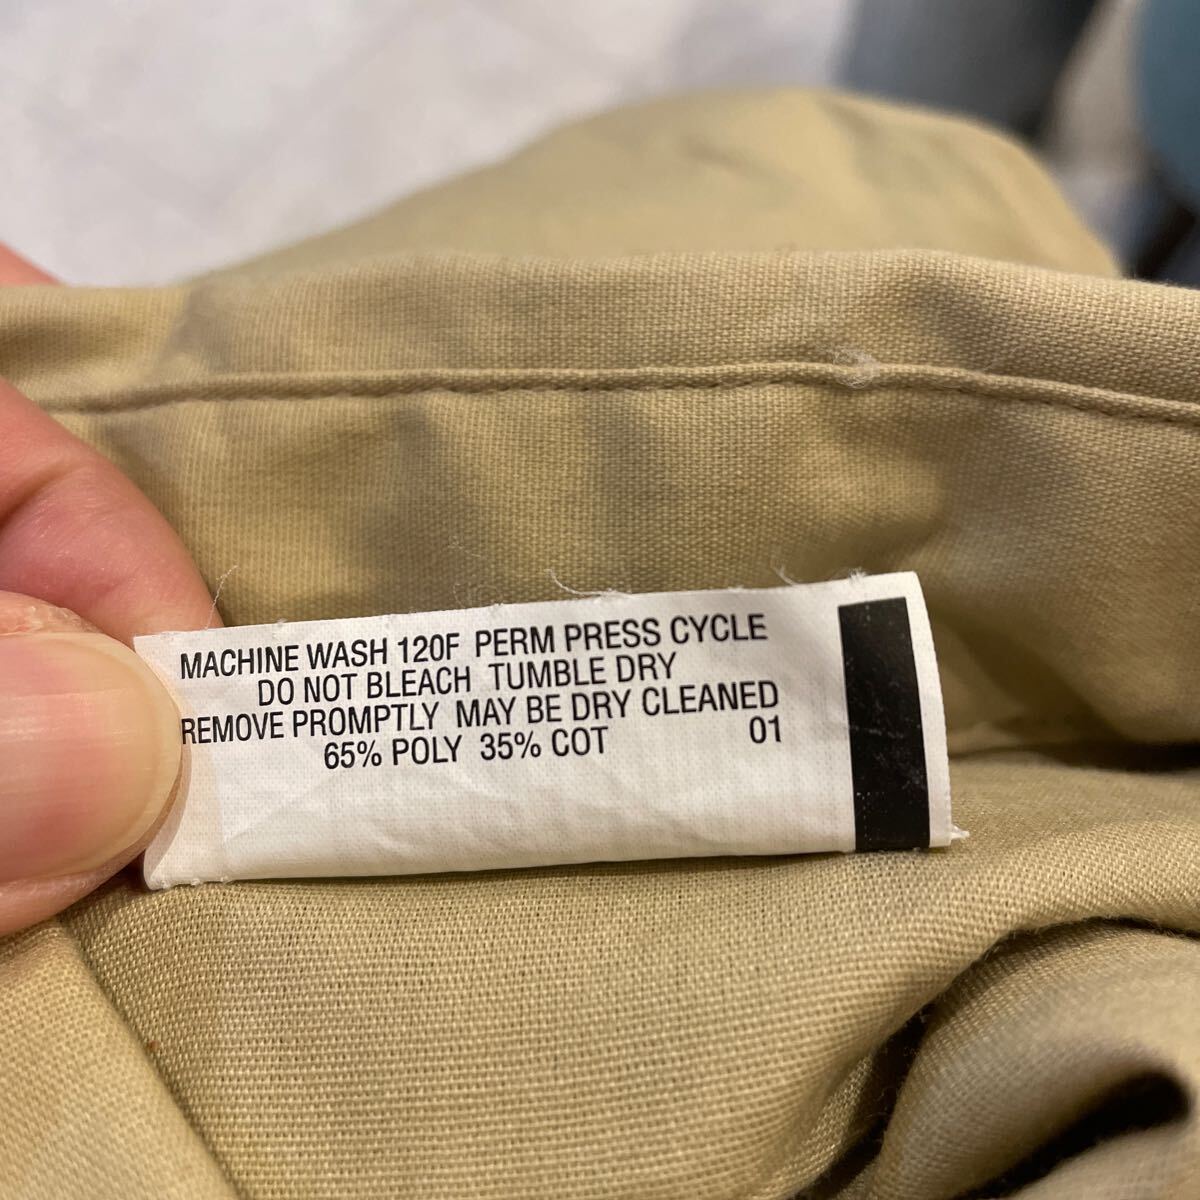 MACHINE WASH 120F PERM PRESS CYCLE
DO NOT BLEACH TUMBLE DRY
REMOVE PROMPTLY MAY BE DRY CLEANED
65% POLY 35% COT 01